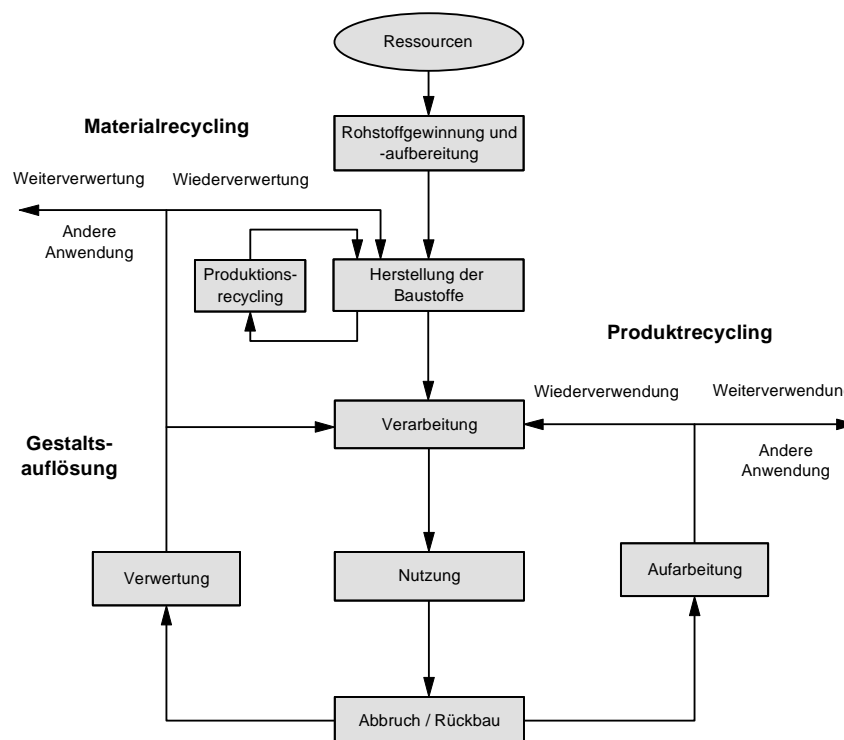 Ressourcen
Materialrecycling
Rohstoffgewinnung und
-aufbereitung
Weiterverwertung
Wiederverwertung
Andere
Anwendung
Produktions-
recycling
Herstellung der
Baustoffe
Produktrecycling
Wiederverwendung
Weiterverwendung
Verarbeitung
Gestalts-
auflösung
Andere
Anwendung
Verwertung
Nutzung
Aufarbeitung
Abbruch / Rückbau